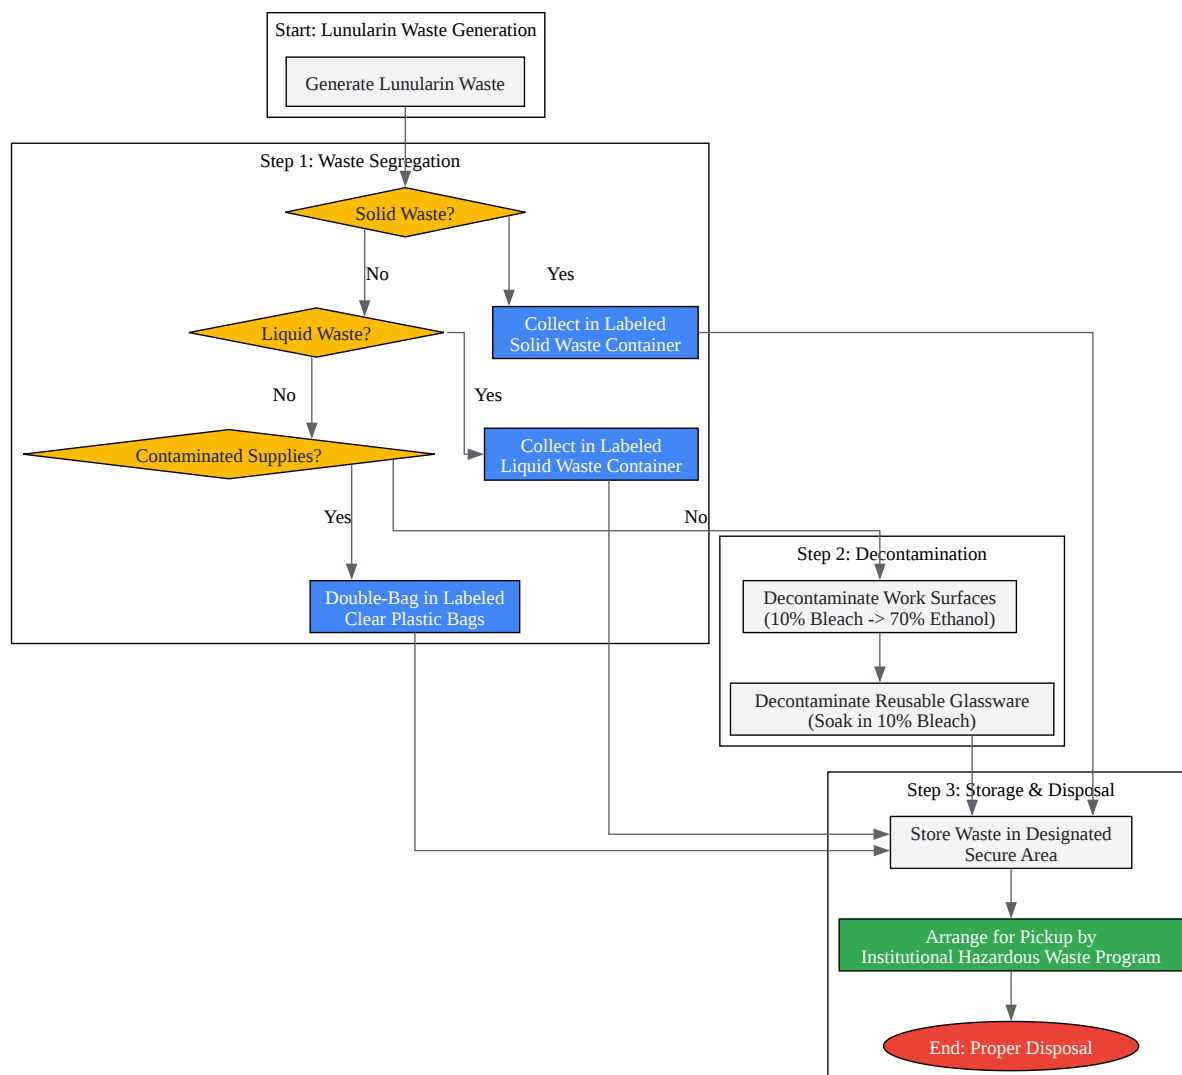 Start: Lunularin Waste Generation
Generate Lunularin Waste
Step 1: Waste Segregation
Solid Waste?
No
Yes
Liquid Waste?
Collect in Labeled
Solid Waste Container
No
Yes
Contaminated Supplies?
Collect in Labeled
Liquid Waste Container
Yes
No
Step 2: Decontamination
Double-Bag in Labeled
Clear Plastic Bags
Decontaminate Work Surfaces
(10% Bleach -> 70% Ethanol)
Decontaminate Reusable Glassware
(Soak in 10% Bleach)
Step 3: Storage & Disposal
Store Waste in Designated
Secure Area
Arrange for Pickup by
Institutional Hazardous Waste Program
End: Proper Disposal